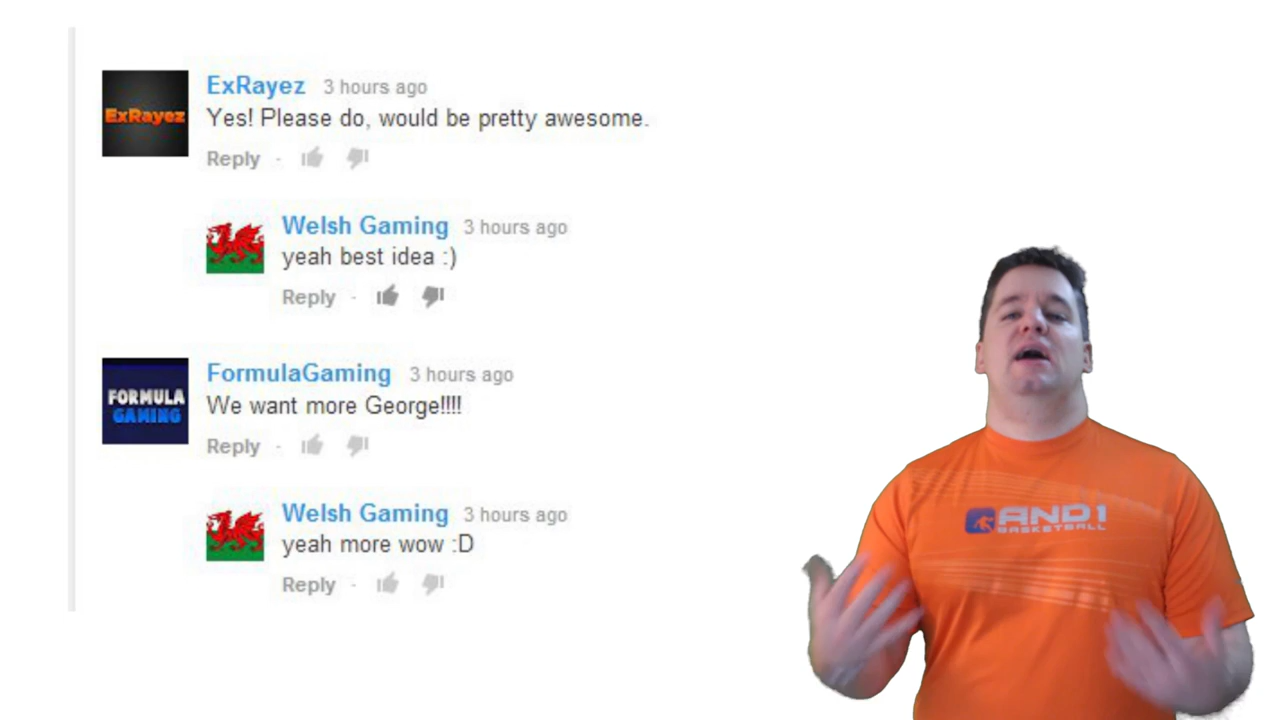 ExRayez
ExRayez 3 hours ago
Yes! Please do, would be pretty awesome.
Reply ·
Welsh Gaming 3 hours ago
yeah best idea :)
Reply ·
FORMULA
GAMING
FormulaGaming 3 hours ago
We want more George!!!!
Reply ·
Welsh Gaming 3 hours ago
yeah more wow :D
Reply ·
AND1
BASKETBALL